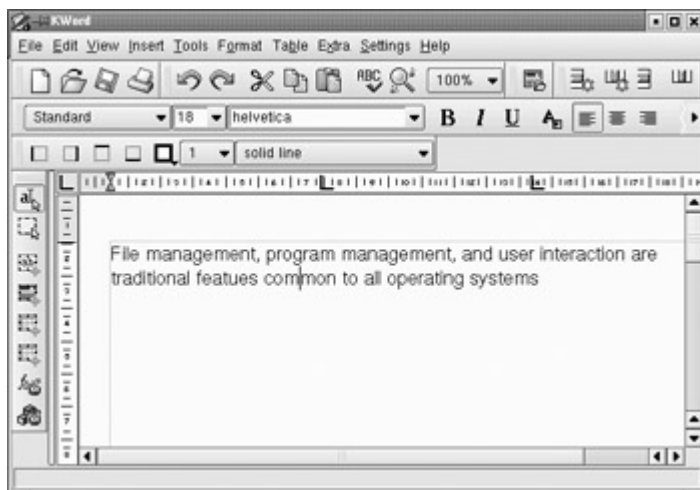 KWord
File Edit View Insert Tools Format Table Extra Settings Help
ABC 100%
Standard 18 helvetica B I U
1 solid line
File management, program management, and user interaction are
traditional featues common to all operating systems